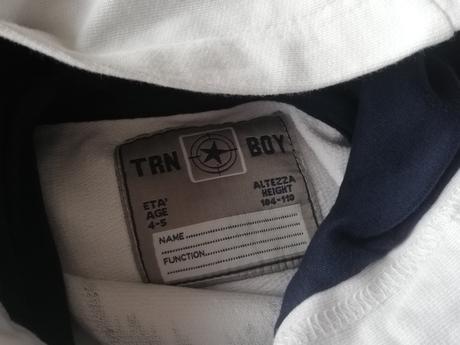 TRN BOY
ETA'
AGE
4-5
ALTEZZA
HEIGHT
104-110
NAME
FUNCTION